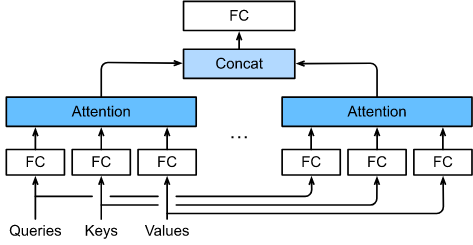 FC
Concat
Attention
Attention
...
FC FC FC FC FC FC
Queries Keys Values